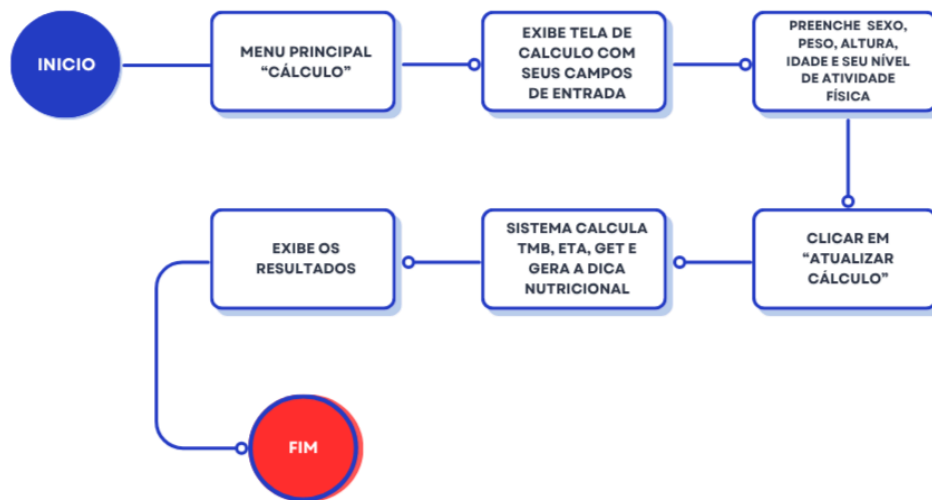 INICIO
MENU PRINCIPAL
“CÁLCULO”
EXIBE TELA DE
CALCULO COM
SEUS CAMPOS
DE ENTRADA
PREENCHE SEXO,
PESO, ALTURA,
IDADE E SEU NÍVEL
DE ATIVIDADE
FÍSICA
CLICAR EM
“ATUALIZAR
CÁLCULO”
SISTEMA CALCULA
TMB, ETA, GET E
GERA A DICA
NUTRICIONAL
EXIBE OS
RESULTADOS
FIM